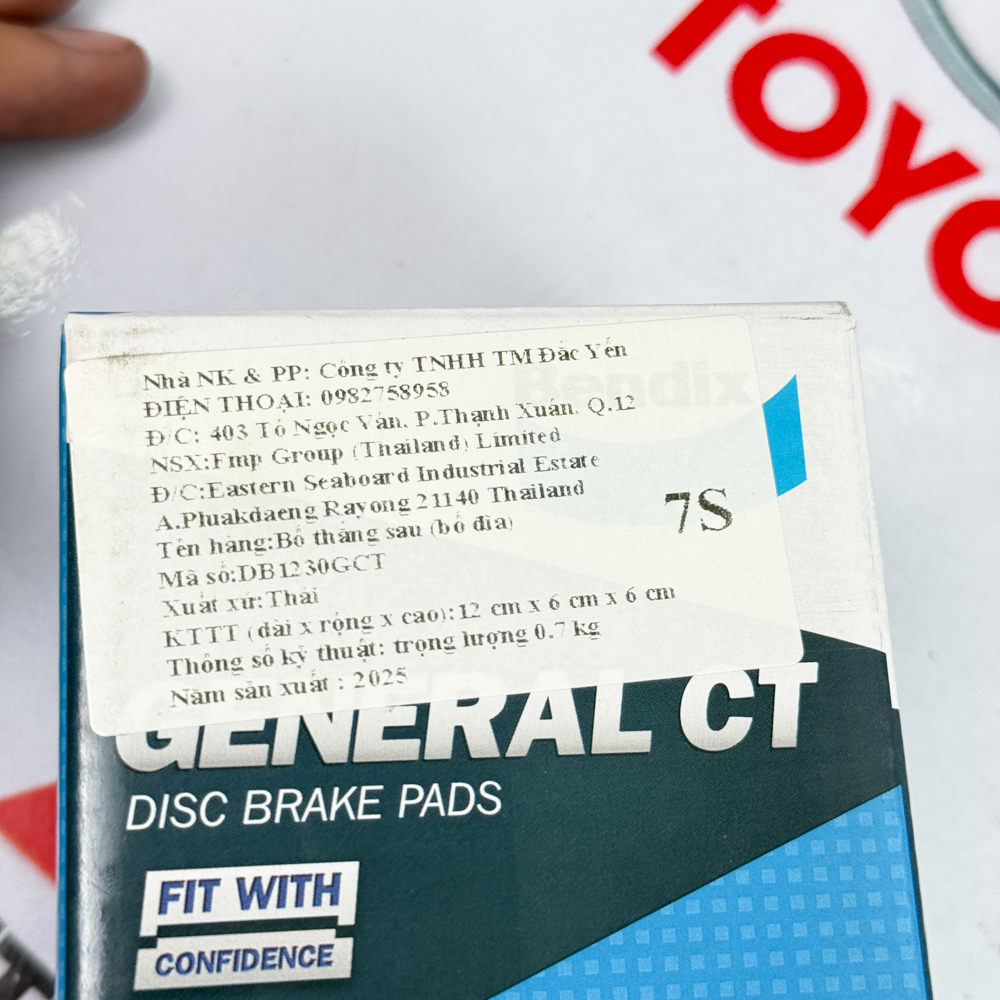 TOYO
Bendix
Nhà NK & PP: Công ty TNHH TM Đắc Yến
ĐIỆN THOẠI: 0982758958
Đ/C: 403 Tô Ngọc Vân, P.Thạnh Xuân, Q.12
NSX:Fmp Group (Thailand) Limited
Đ/C:Eastern Seaboard Industrial Estate
A.Pluakdaeng Rayong 21140 Thailand
Tên hàng:Bố thắng sau (bố đĩa)
7S
Mã số:DB1230GCT
Xuất xứ:Thái
KTTT (dài x rộng x cao):12 cm x 6 cm x 6 cm
Thông số kỹ thuật: trọng lượng 0.7 kg
Năm sản xuất : 2025
GENERAL CT
DISC BRAKE PADS
FIT WITH
CONFIDENCE